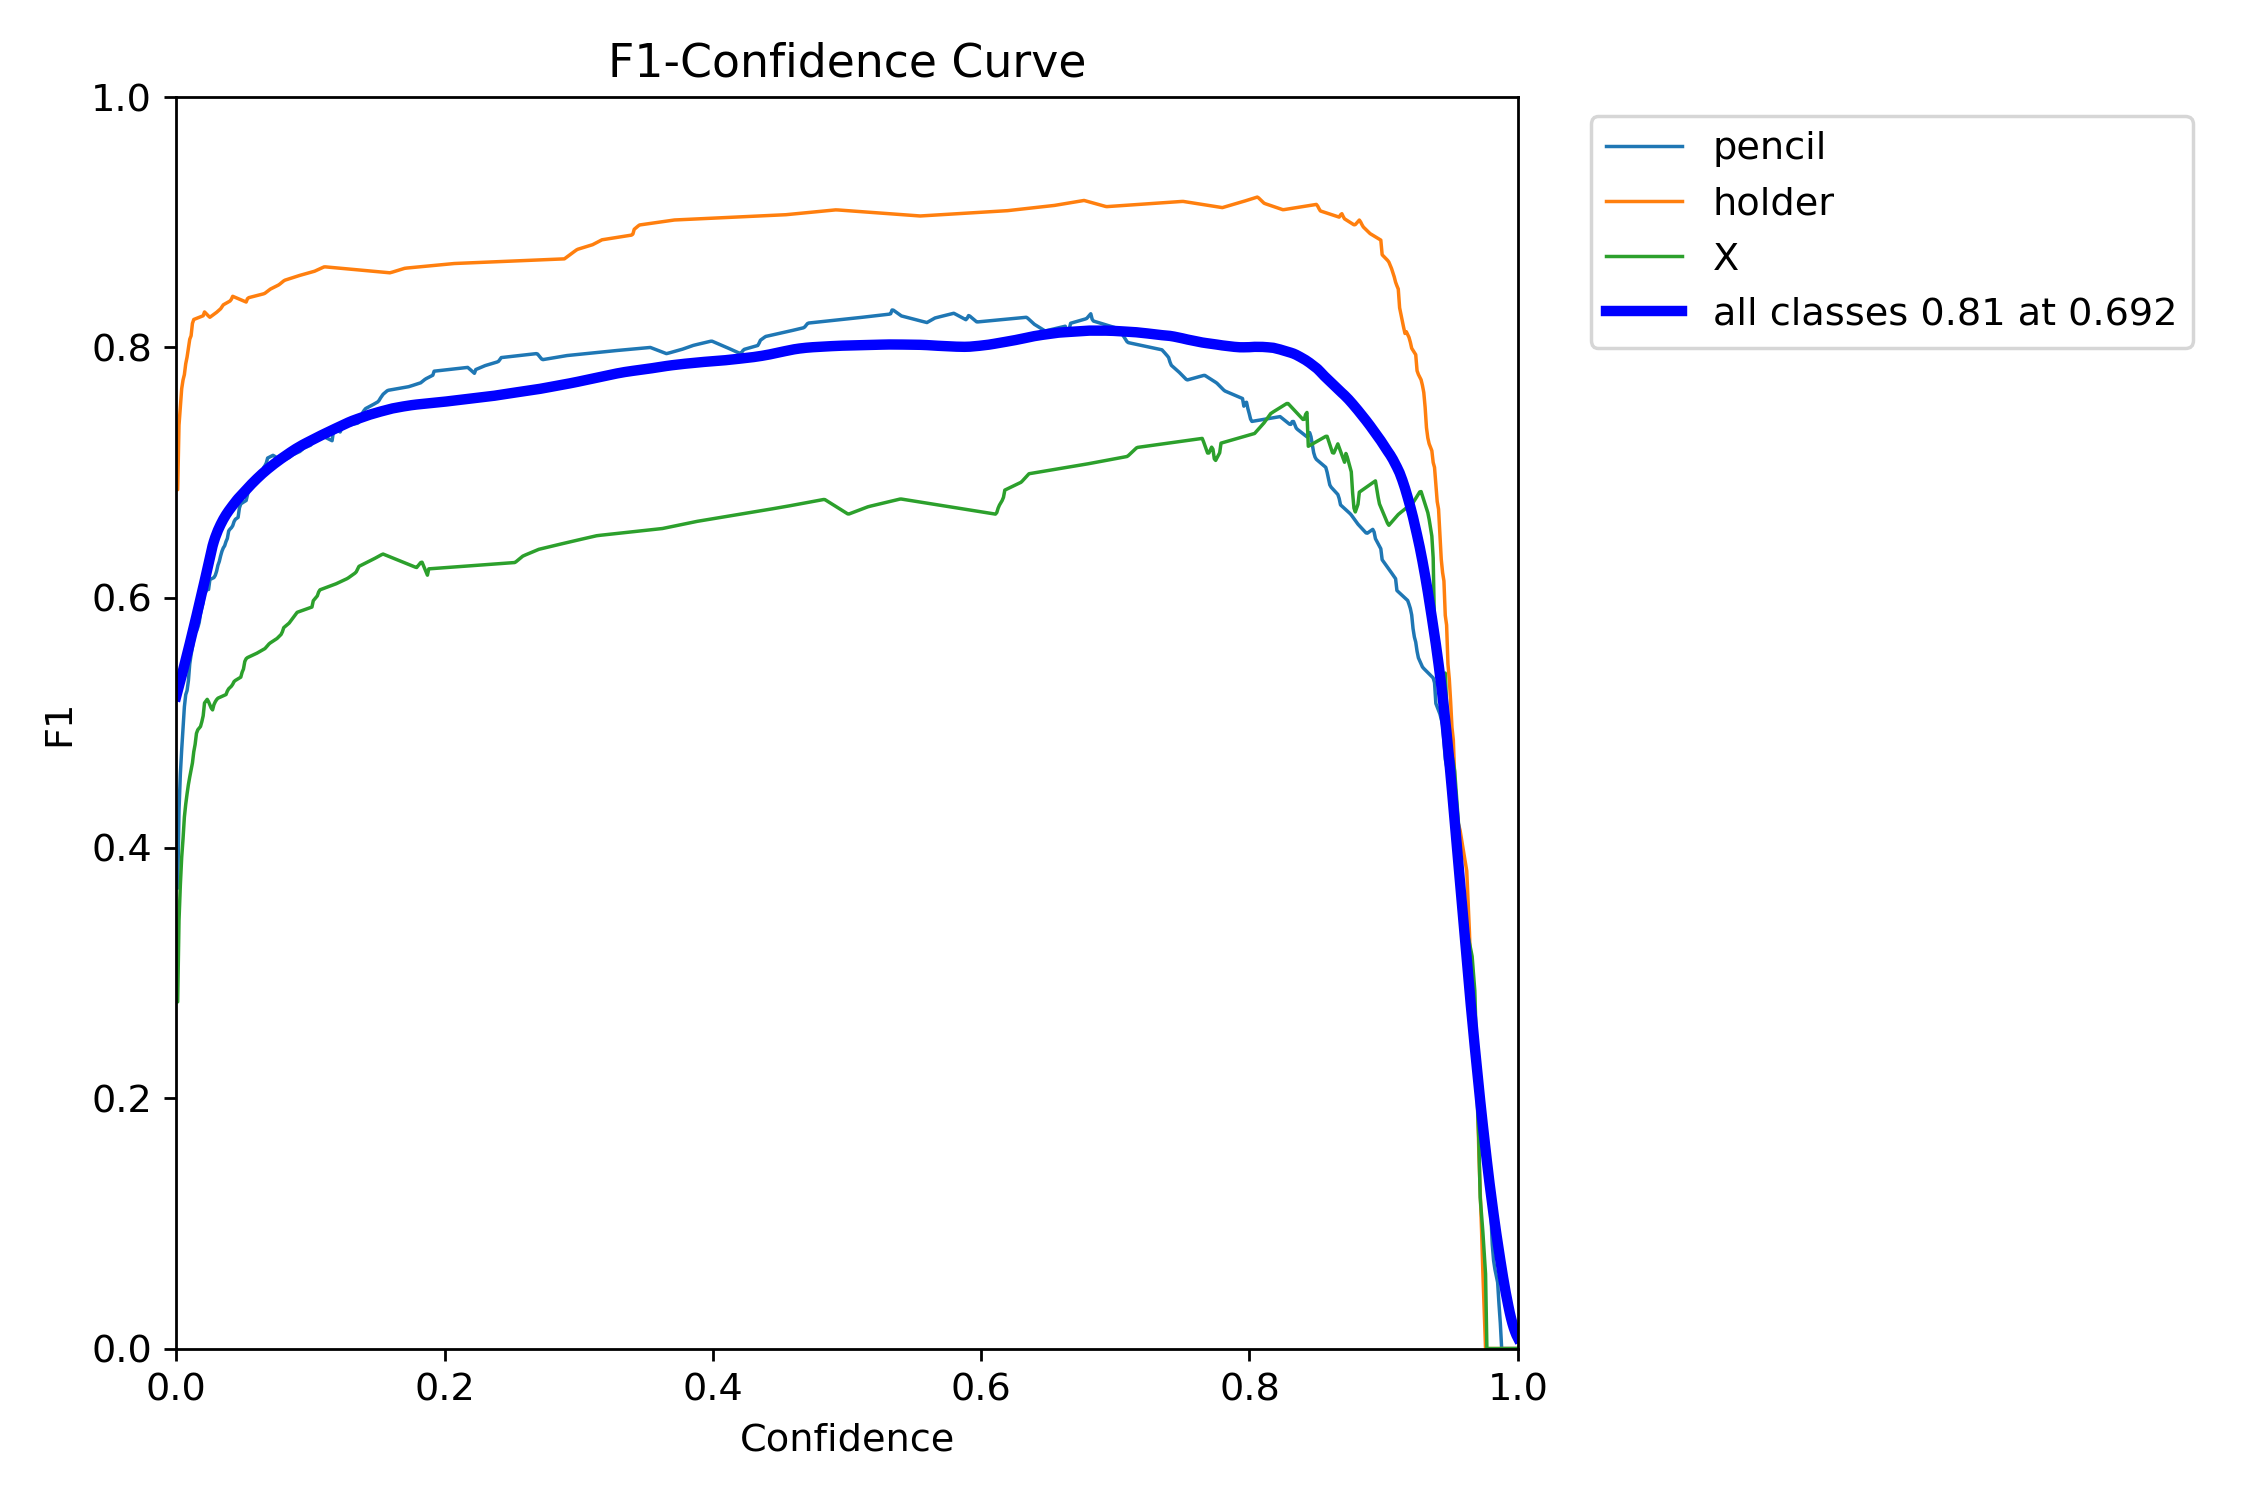 F1-Confidence Curve
1.0
0.8
0.6
0.4
0.2
0.0
F1
0.0 0.2 0.4 0.6 0.8 1.0
Confidence
pencil
holder
X
all classes 0.81 at 0.692